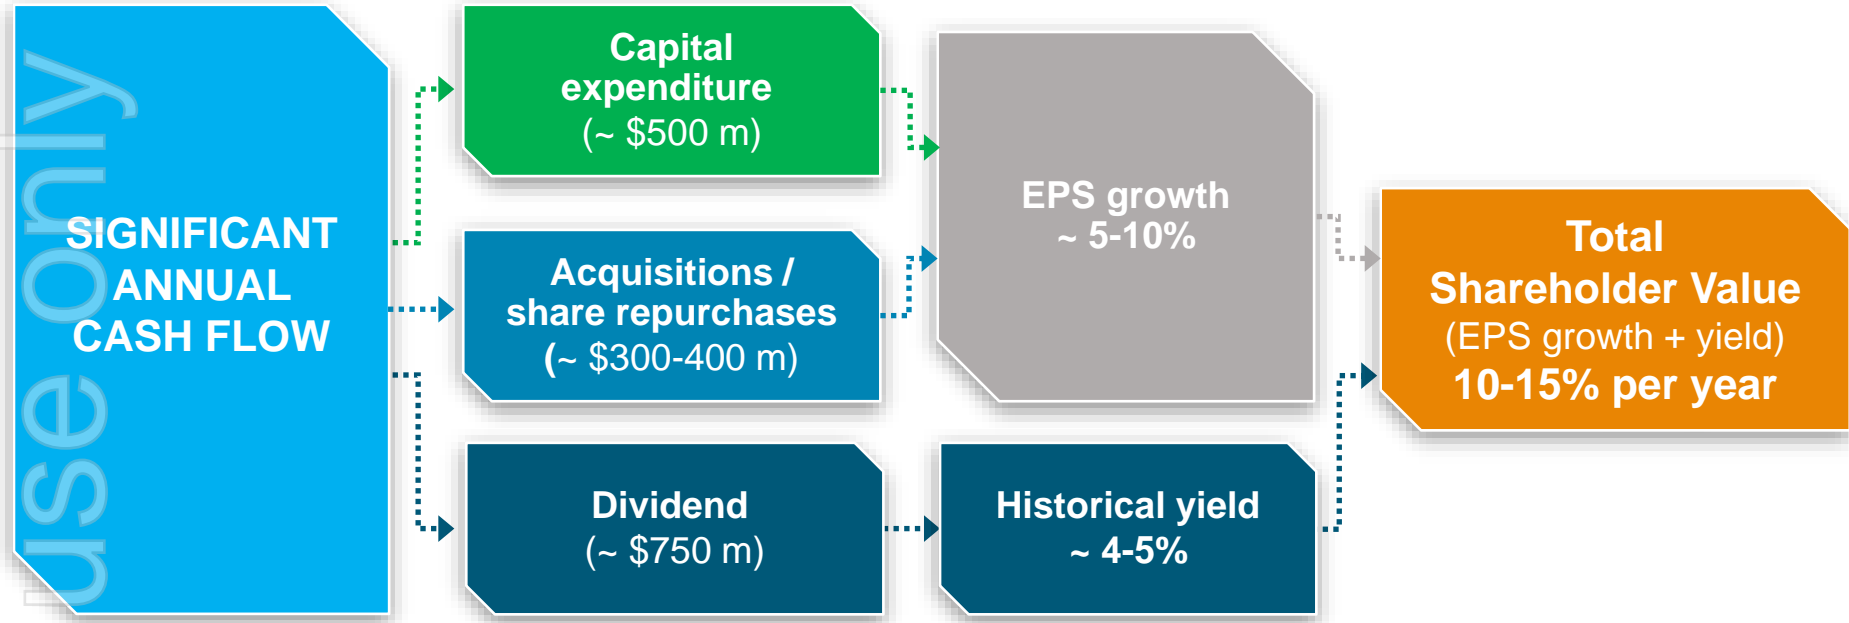 use only
SIGNIFICANT
ANNUAL
CASH FLOW
Capital
expenditure
(~ $500 m)
Acquisitions /
share repurchases
(~ $300-400 m)
Dividend
(~ $750 m)
EPS growth
~ 5-10%
Historical yield
~ 4-5%
Total
Shareholder Value
(EPS growth + yield)
10-15% per year